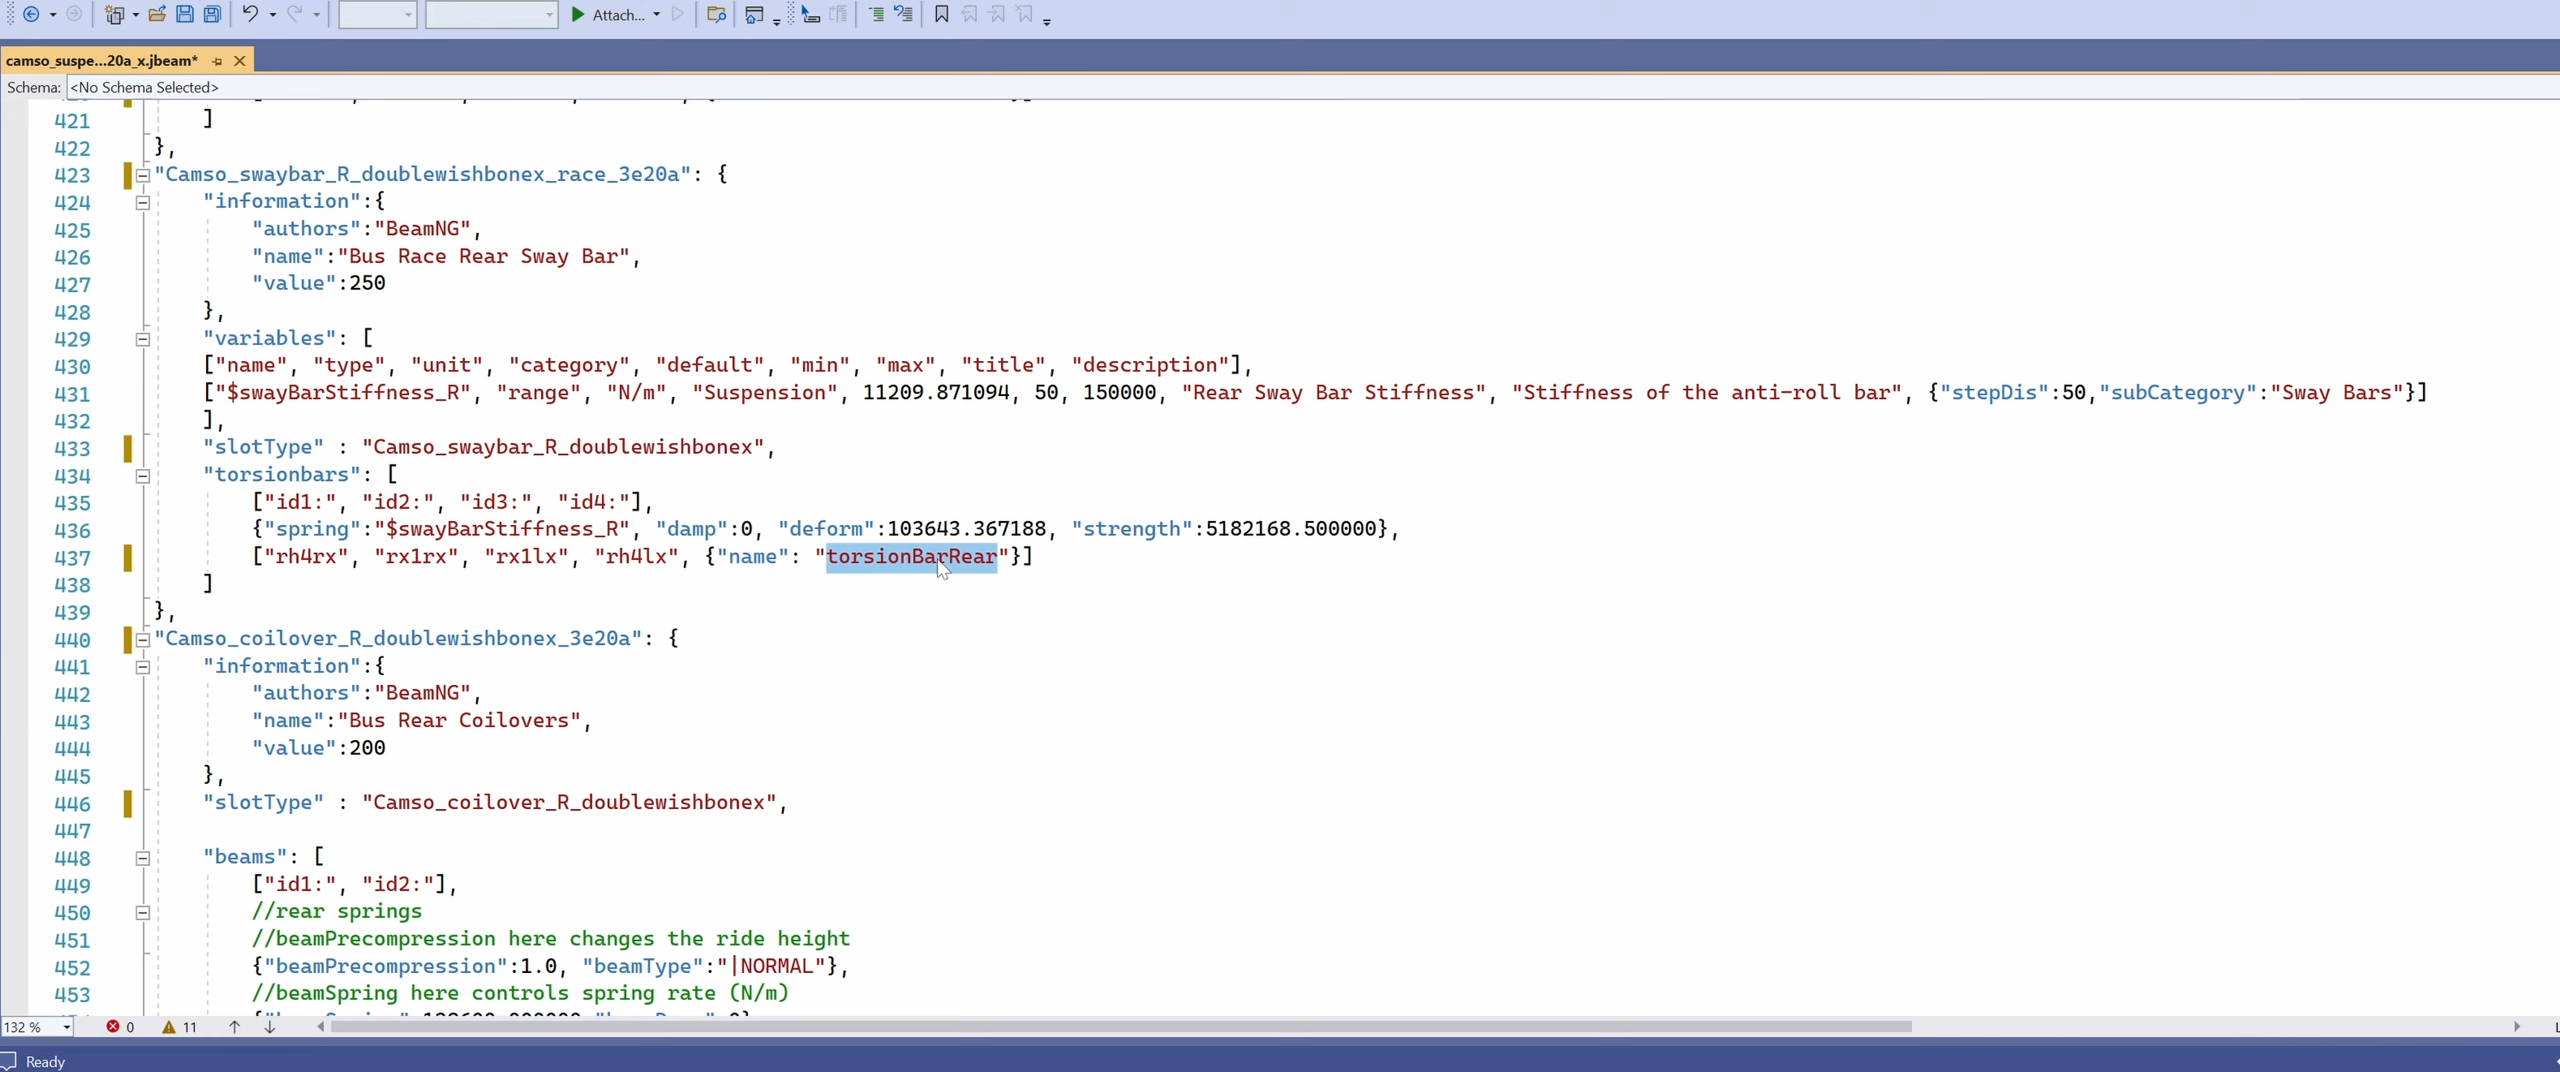 Attach...
camso_suspe...20a_x.jbeam*
Schema: <No Schema Selected>
421 ]
422 },
423 "Camso_swaybar_R_doublewishbonex_race_3e20a": {
424 "information":{
425 "authors":"BeamNG",
426 "name":"Bus Race Rear Sway Bar",
427 "value":250
428 },
429 "variables": [
430 ["name", "type", "unit", "category", "default", "min", "max", "title", "description"],
431 ["$swayBarStiffness_R", "range", "N/m", "Suspension", 11209.871094, 50, 150000, "Rear Sway Bar Stiffness", "Stiffness of the anti-roll bar", {"stepDis":50,"subCategory":"Sway Bars"}]
432 ],
433 "slotType" : "Camso_swaybar_R_doublewishbonex",
434 "torsionbars": [
435 ["id1:", "id2:", "id3:", "id4:"],
436 {"spring":"$swayBarStiffness_R", "damp":0, "deform":103643.367188, "strength":5182168.500000},
437 ["rh4rx", "rx1rx", "rx1lx", "rh4lx", {"name": "torsionBarRear"}]
438 ]
439 },
440 "Camso_coilover_R_doublewishbonex_3e20a": {
441 "information":{
442 "authors":"BeamNG",
443 "name":"Bus Rear Coilovers",
444 "value":200
445 },
446 "slotType" : "Camso_coilover_R_doublewishbonex",
447
448 "beams": [
449 ["id1:", "id2:"],
450 //rear springs
451 //beamPrecompression here changes the ride height
452 {"beamPrecompression":1.0, "beamType":"|NORMAL"},
453 //beamSpring here controls spring rate (N/m)
132 % 0 11
Ready